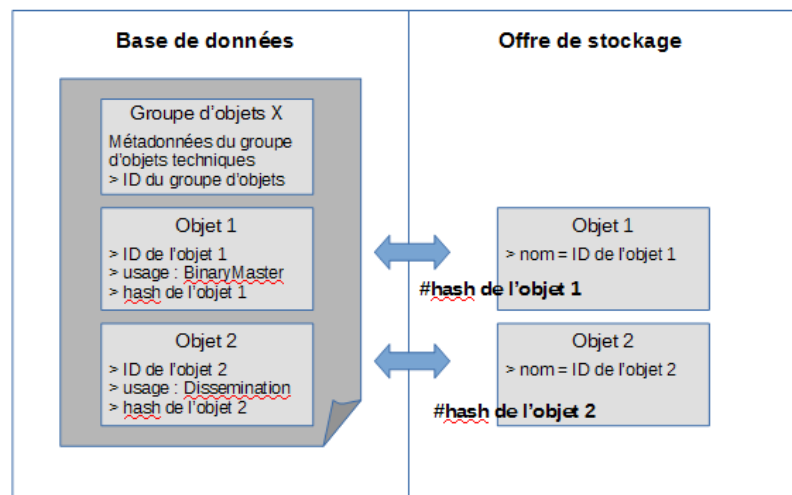 Base de données
Groupe d'objets X
Métadonnées du groupe
d'objets techniques
> ID du groupe d'objets
Objet 1
> ID de l'objet 1
> usage : BinaryMaster
> hash de l'objet 1
Objet 2
> ID de l'objet 2
> usage : Dissemination
> hash de l'objet 2
Offre de stockage
Objet 1
> nom = ID de l'objet 1
#hash de l'objet 1
Objet 2
> nom = ID de l'objet 2
#hash de l'objet 2